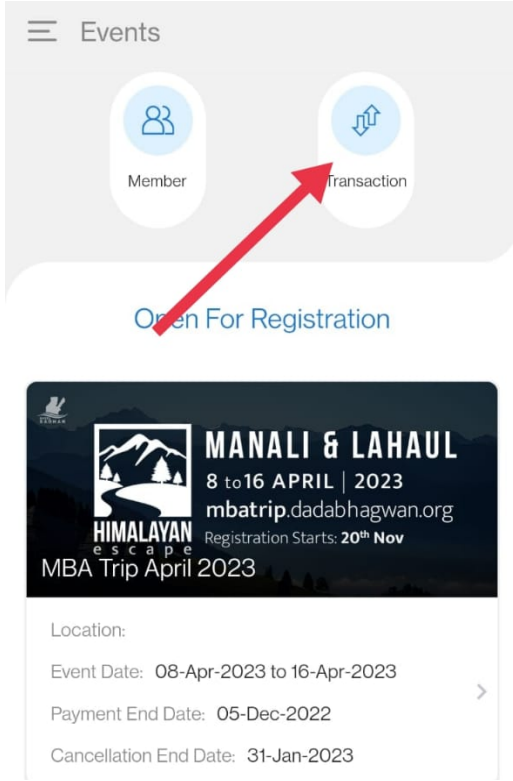 Events
Member
Transaction
Open For Registration
MANALI & LAHAUL
8 to 16 APRIL | 2023
mbatrip.dadabhagwan.org
Registration Starts: 20th Nov
HIMALAYAN
escape
MBA Trip April 2023
Location:
Event Date: 08-Apr-2023 to 16-Apr-2023
Payment End Date: 05-Dec-2022
Cancellation End Date: 31-Jan-2023